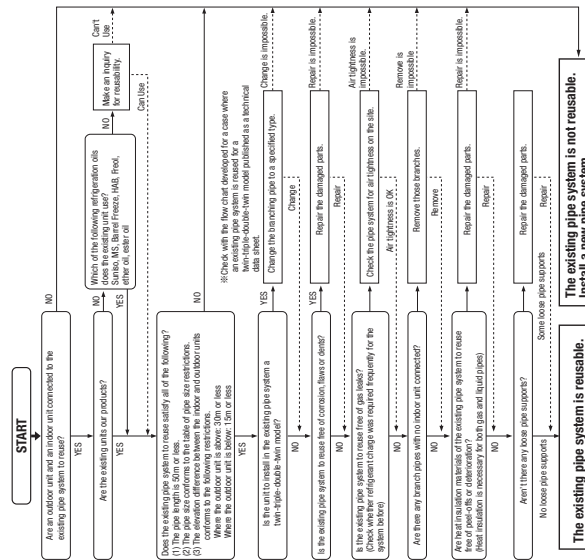 START
Are an outdoor unit and an indoor unit connected to the
existing pipe system to reuse?
NO
YES
Are the existing units our products?
NO
YES
Which of the following refrigeration oils
does the existing unit use?
Suniso, MS, Barrel Freeze, HAB, Freol,
ether oil, ester oil
YES
NO
Make an inquiry
for reusability.
Can't
Use
Can Use
Does the existing pipe system to reuse satisfy all of the following?
(1) The pipe length is 50m or less.
(2) The pipe size conforms to the table of pipe size restrictions.
(3) The elevation difference between the indoor and outdoor units
conforms to the following restrictions.
Where the outdoor unit is above: 30m or less
Where the outdoor unit is below: 15m or less
NO
YES
※Check with the flow chart developed for a case where
an existing pipe system is reused for a
twin-triple-double-twin model published as a technical
data sheet.
Is the unit to install in the existing pipe system a
twin-triple-double-twin model?
YES
Change the branching pipe to a specified type.
Change is impossible.
Change
NO
Is the existing pipe system to reuse free of corrosion, flaws or dents?
YES
Repair the damaged parts.
Repair is impossible.
Repair
NO
Is the existing pipe system to reuse free of gas leaks?
(Check whether refrigerant charge was required frequently for the
system before)
Check the pipe system for air tightness on the site.
Air tightness is
impossible.
Air tightness is OK
NO
Are there any branch pipes with no indoor unit connected?
Remove those branches.
Remove is
impossible
Remove
NO
Are heat insulation materials of the existing pipe system to reuse
free of peel-offs or deterioration?
(Heat insulation is necessary for both gas and liquid pipes)
Repair the damaged parts.
Repair is impossible.
Repair
NO
Aren't there any loose pipe supports?
Repair the damaged parts.
Some loose pipe supports
Repair
No loose pipe supports
The existing pipe system is reusable.
The existing pipe system is not reusable.
Install a new pipe system.